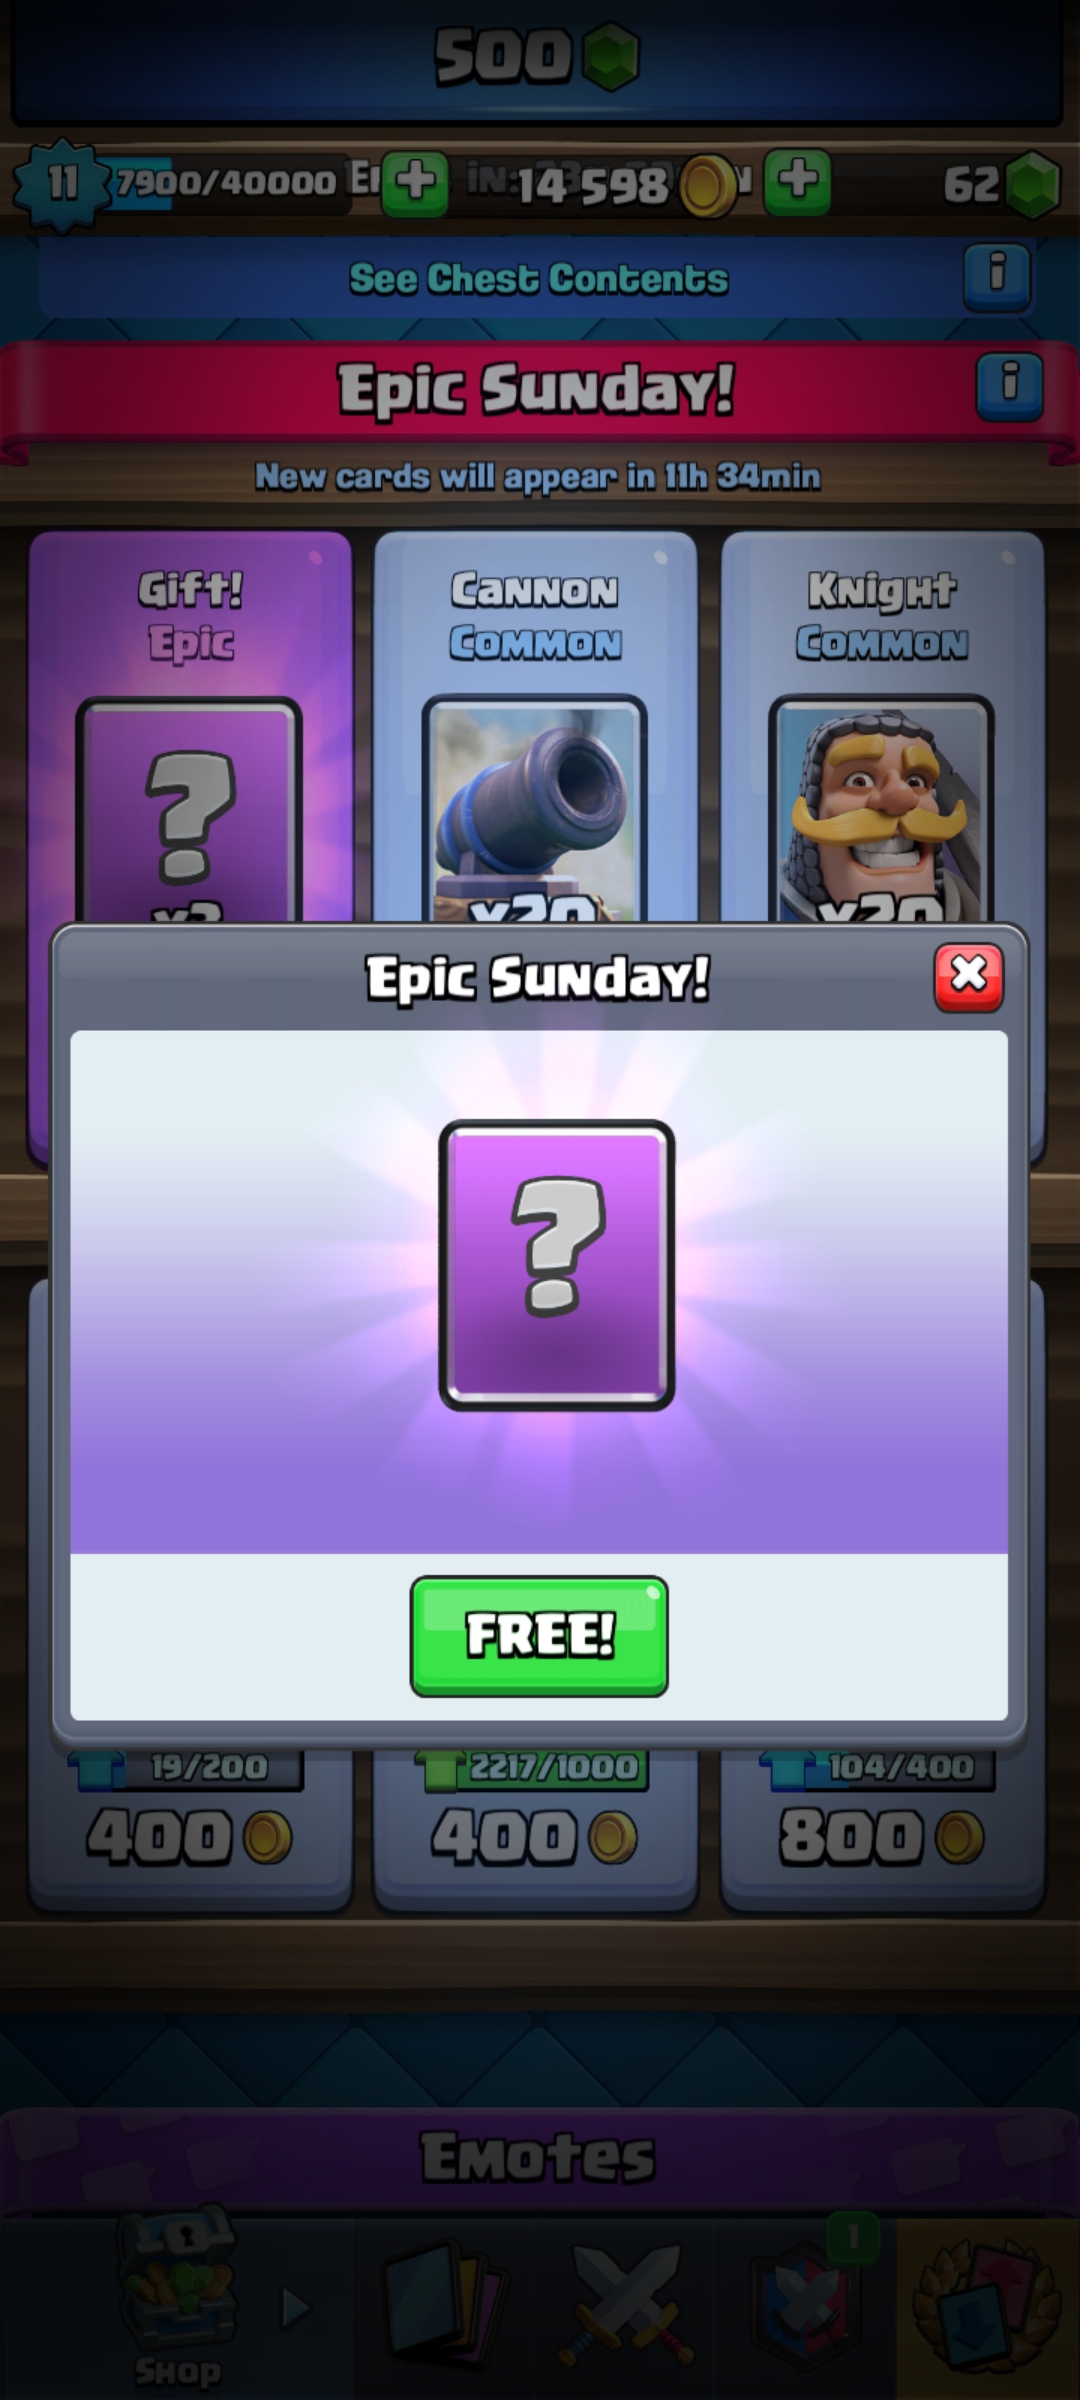 500
11 7900/40000 14 598 62
See Chest Contents
Epic Sunday!
New cards will appear in 11h 34min
Gift!
Epic
Cannon
Common
Knight
Common
?
x20
x20
Epic Sunday!
?
FREE!
19/200
2217/1000
104/400
400
400
800
Emotes
1
Shop